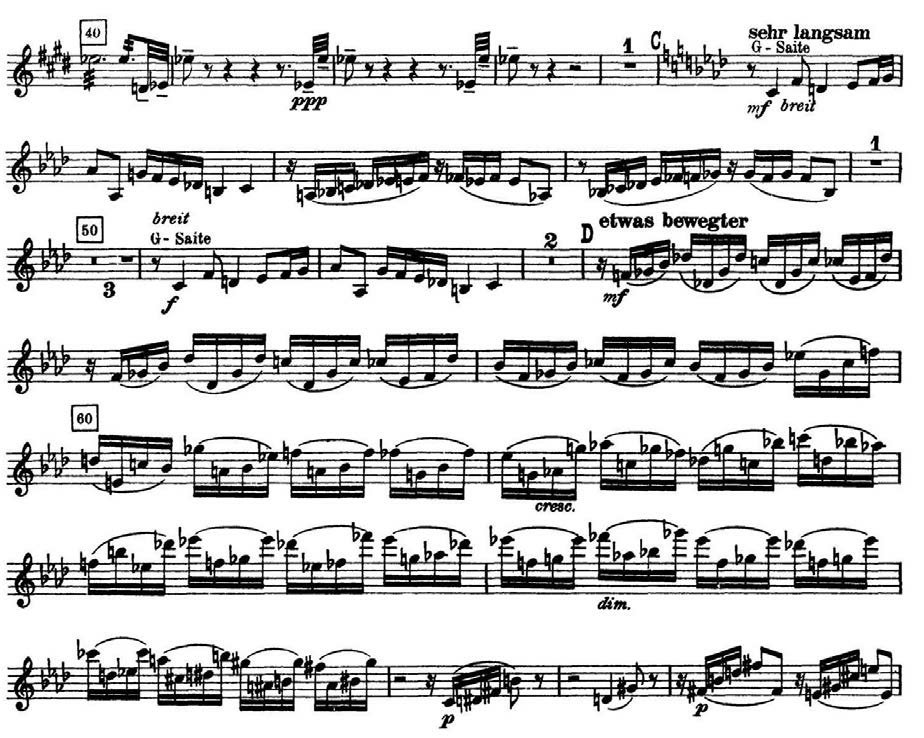 40 1 C sehr langsam
G - Saite
ppp mf breit
1
50 breit
G - Saite 2 D etwas bewegter
3 f mf
60
cresc.
dim.
p p